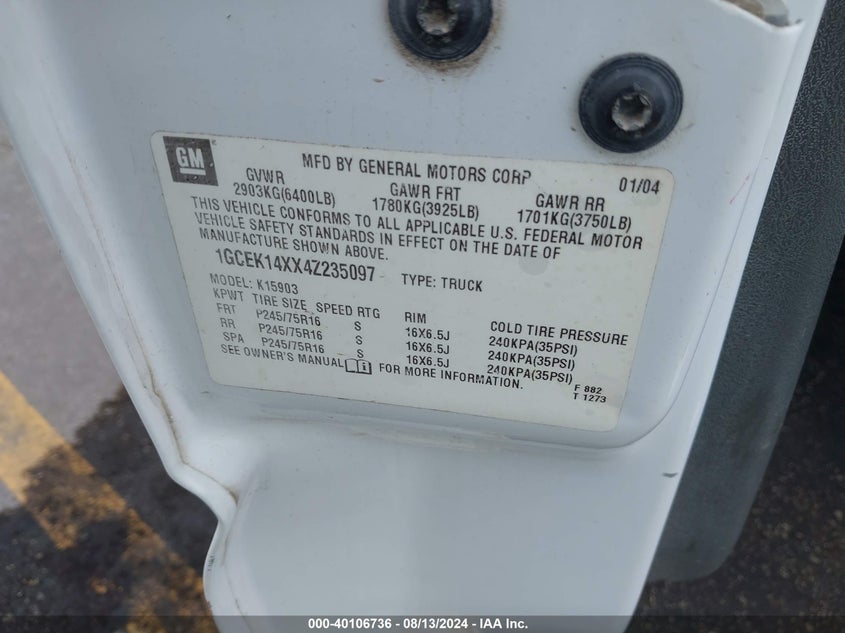 GM
MFD BY GENERAL MOTORS CORP 01/04
GVWR GAWR FRT GAWR RR
2903KG(6400LB) 1780KG(3925LB) 1701KG(3750LB)
THIS VEHICLE CONFORMS TO ALL APPLICABLE U.S. FEDERAL MOTOR
VEHICLE SAFETY STANDARDS IN EFFECT ON THE DATE OF
MANUFACTURE SHOWN ABOVE.
1GCEK14XX4Z235097 TYPE: TRUCK
MODEL: K15903
KPWT TIRE SIZE SPEED RTG RIM COLD TIRE PRESSURE
FRT P245/75R16 S 16X6.5J 240KPA(35PSI)
RR P245/75R16 S 16X6.5J 240KPA(35PSI)
SPA P245/75R16 S 16X6.5J 240KPA(35PSI)
SEE OWNER'S MANUAL FOR MORE INFORMATION.
F 882
T 1273
000-40106736 - 08/13/2024 - IAA Inc.